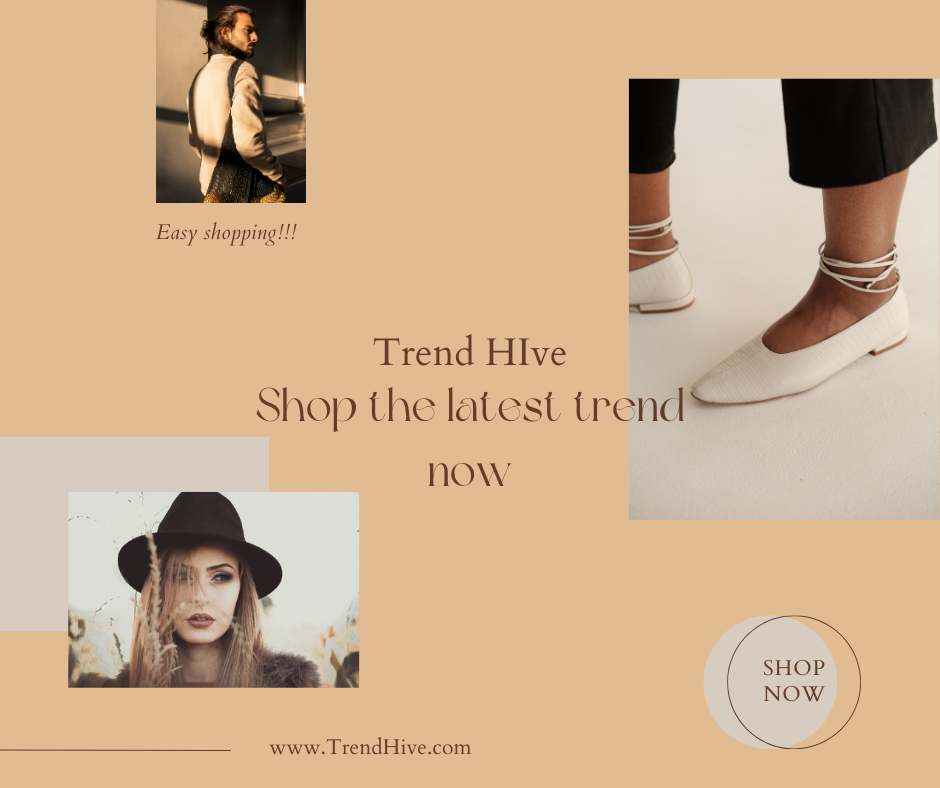 Easy shopping!!!
Trend HIve
Shop the latest trend
now
SHOP
NOW
www.TrendHive.com